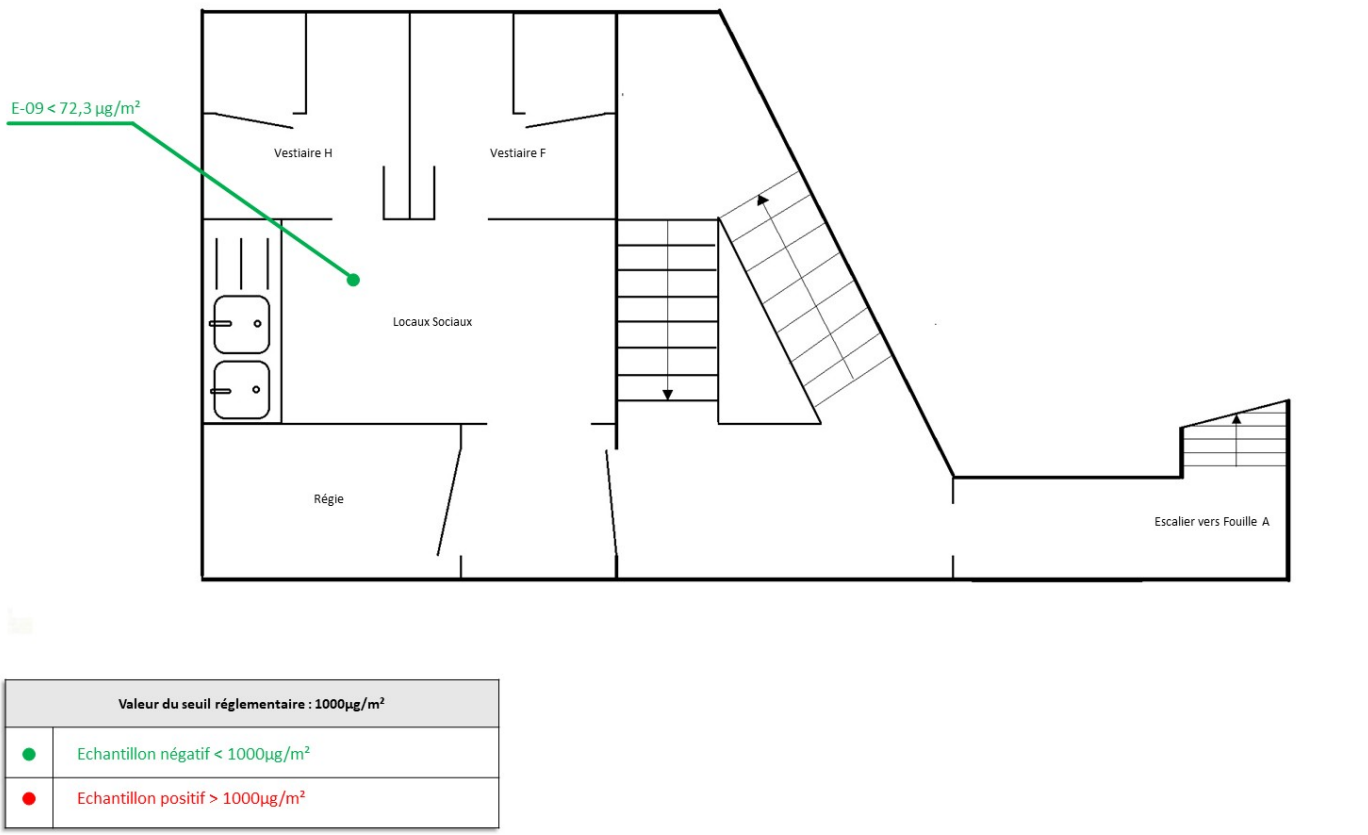 E-09 < 72,3 µg/m²
Vestiaire H
Vestiaire F
Locaux Sociaux
Régie
Escalier vers Fouille A
Valeur du seuil réglementaire : 1000µg/m²
Echantillon négatif < 1000µg/m²
Echantillon positif > 1000µg/m²